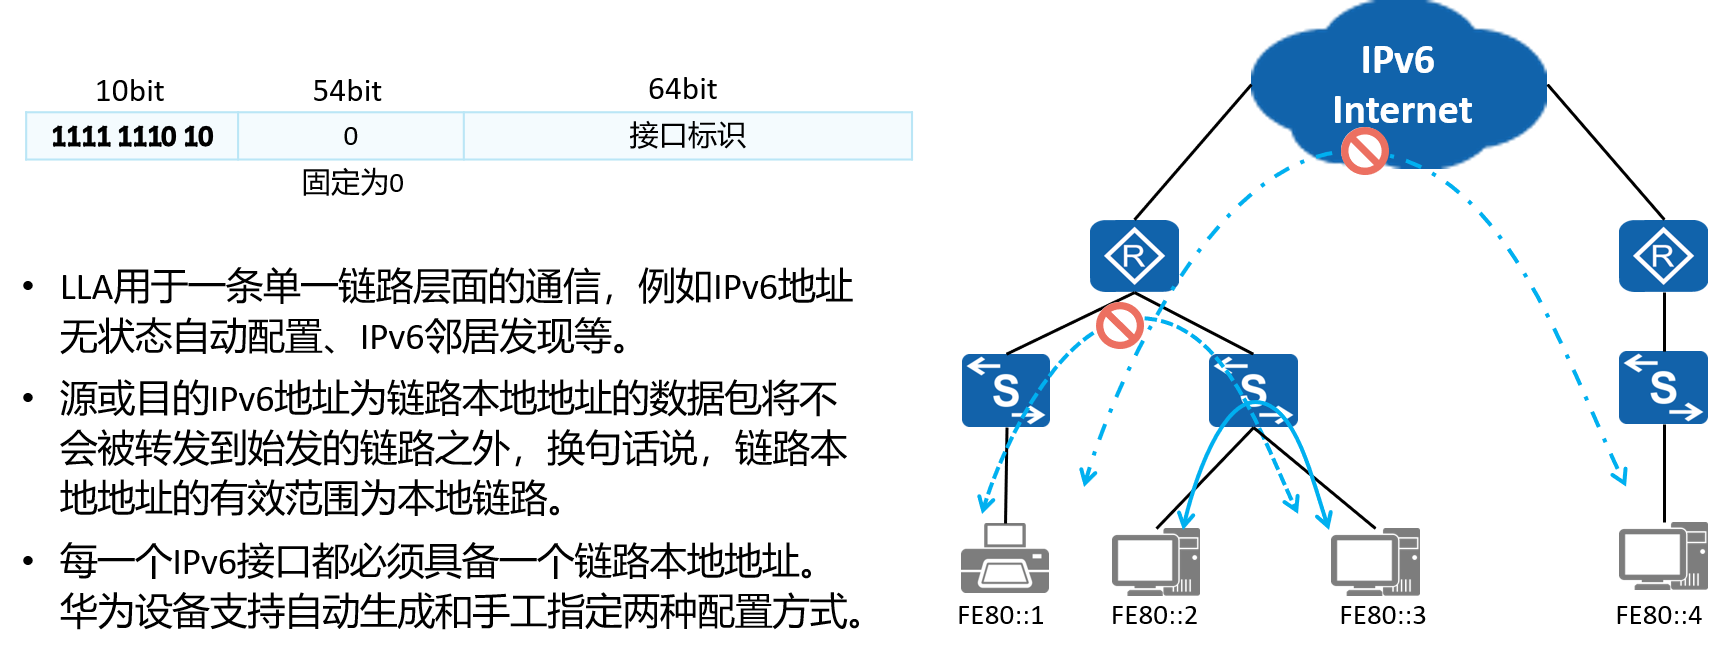 10bit 54bit 64bit
1111 1110 10 0 接口标识
固定为0
• LLA用于一条单一链路层面的通信，例如IPv6地址
无状态自动配置、IPv6邻居发现等。
• 源或目的IPv6地址为链路本地地址的数据包将不
会被转发到始发的链路之外，换句话说，链路本
地地址的有效范围为本地链路。
• 每一个IPv6接口都必须具备一个链路本地地址。
华为设备支持自动生成和手工指定两种配置方式。
IPv6
Internet
R R
S S S
FE80::1 FE80::2 FE80::3 FE80::4